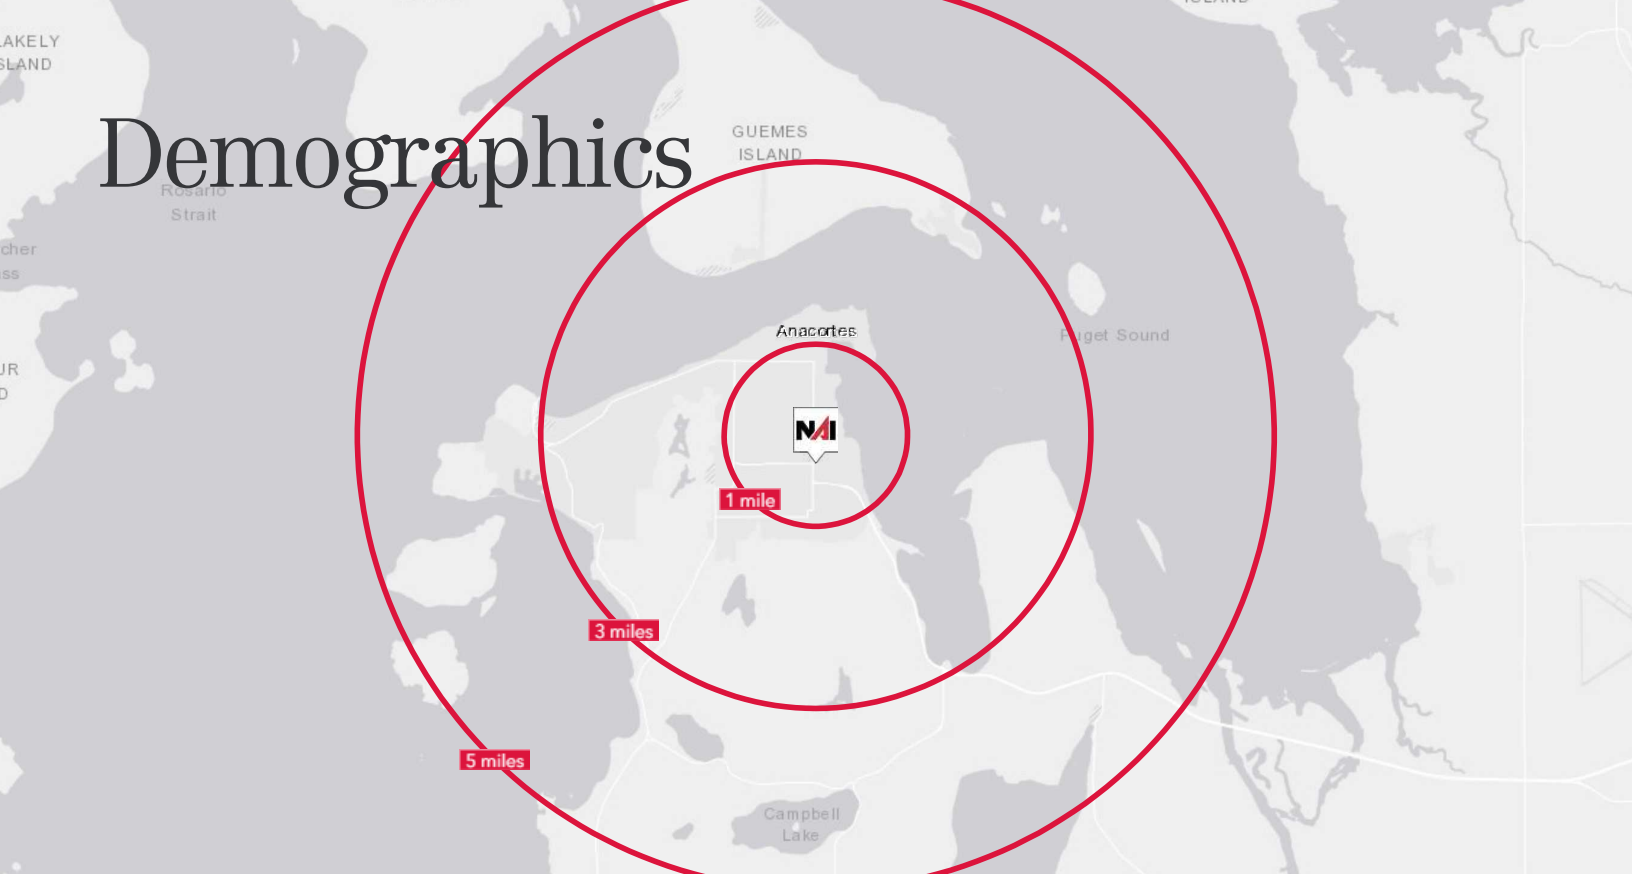 ISLAND
AKELY
SLAND
Demographics
GUEMES
ISLAND
Rosario
Strait
cher
ss
Anacortes
Puget Sound
UR
D
NAI
1 mile
3 miles
5 miles
Campbell
Lake